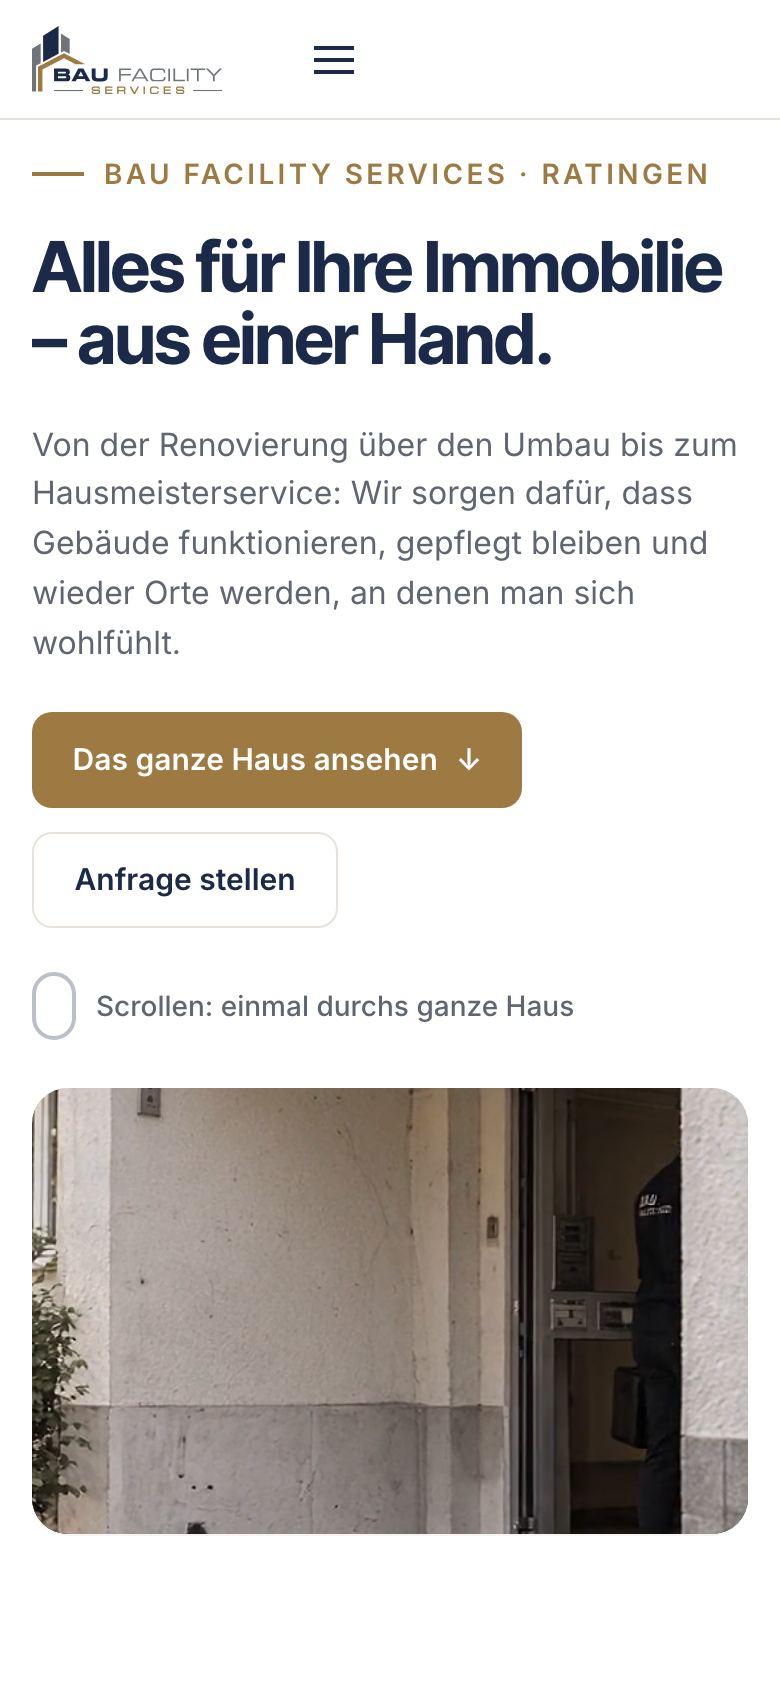 BAU FACILITY
SERVICES
BAU FACILITY SERVICES · RATINGEN
Alles für Ihre Immobilie
– aus einer Hand.
Von der Renovierung über den Umbau bis zum
Hausmeisterservice: Wir sorgen dafür, dass
Gebäude funktionieren, gepflegt bleiben und
wieder Orte werden, an denen man sich
wohlfühlt.
Das ganze Haus ansehen ↓
Anfrage stellen
Scrollen: einmal durchs ganze Haus